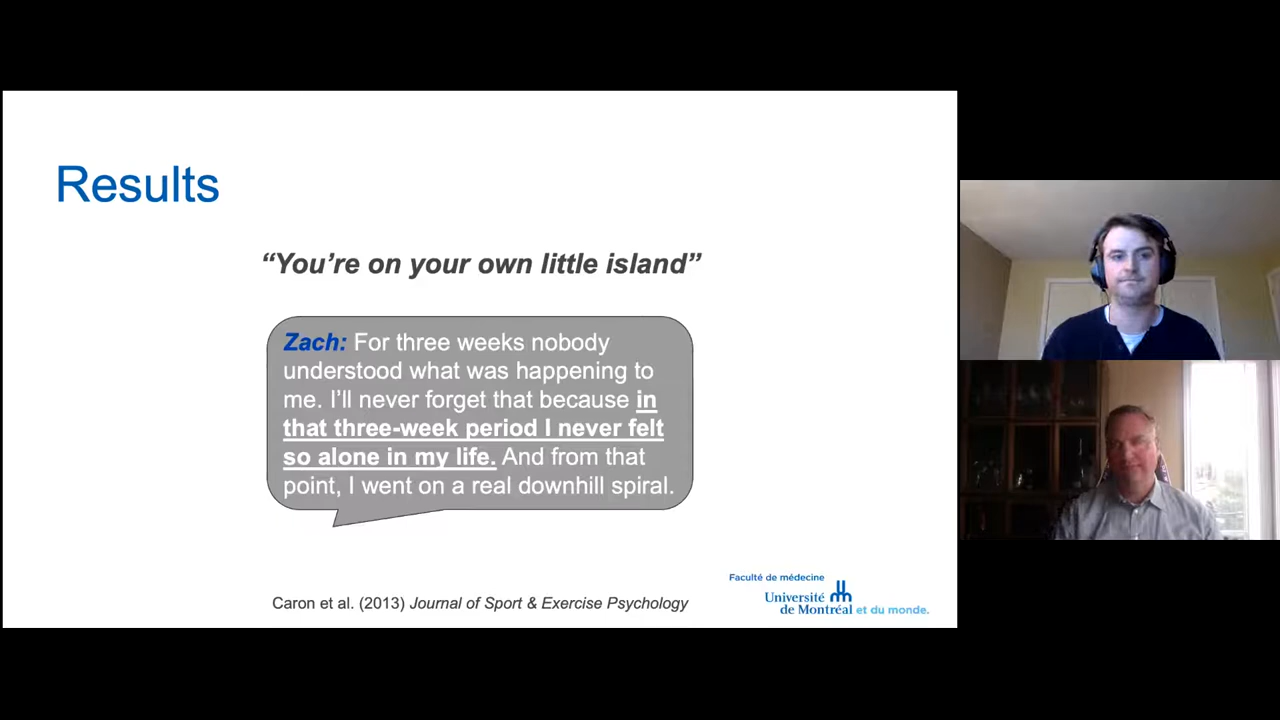 Results
“You’re on your own little island”
Zach: For three weeks nobody
understood what was happening to
me. I’ll never forget that because in
that three-week period I never felt
so alone in my life. And from that
point, I went on a real downhill spiral.
Caron et al. (2013) Journal of Sport & Exercise Psychology
Faculté de médecine
Université
de Montréal et du monde.